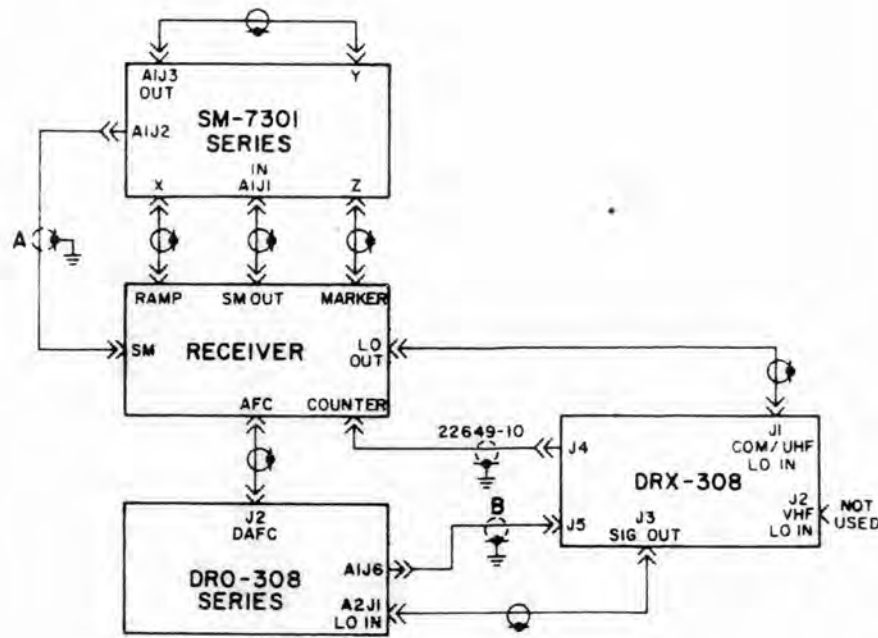 A1J3
OUT
Y
SM-7301
SERIES
A1J2
IN
A1J1
X
Z
A
RAMP
SM OUT
MARKER
SM
RECEIVER
LO
OUT
AFC
COUNTER
22649-10
J4
J1
COM/UHF
LO IN
DRX-308
J2
VHF
LO IN
NOT
USED
B
J5
J3
SIG OUT
J2
DAFC
DRO-308
SERIES
A1J6
A2J1
LO IN